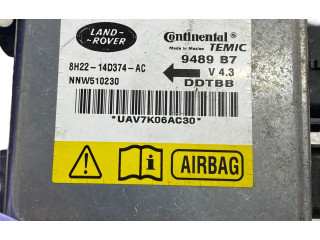 LAND-
ROVER
Continental
Made in Mexico TEMIC
8H22-14D374-AC
9489 B7
NNW510230
V 4.3
DDTBB
*UAV7K06AC30*
AIRBAG